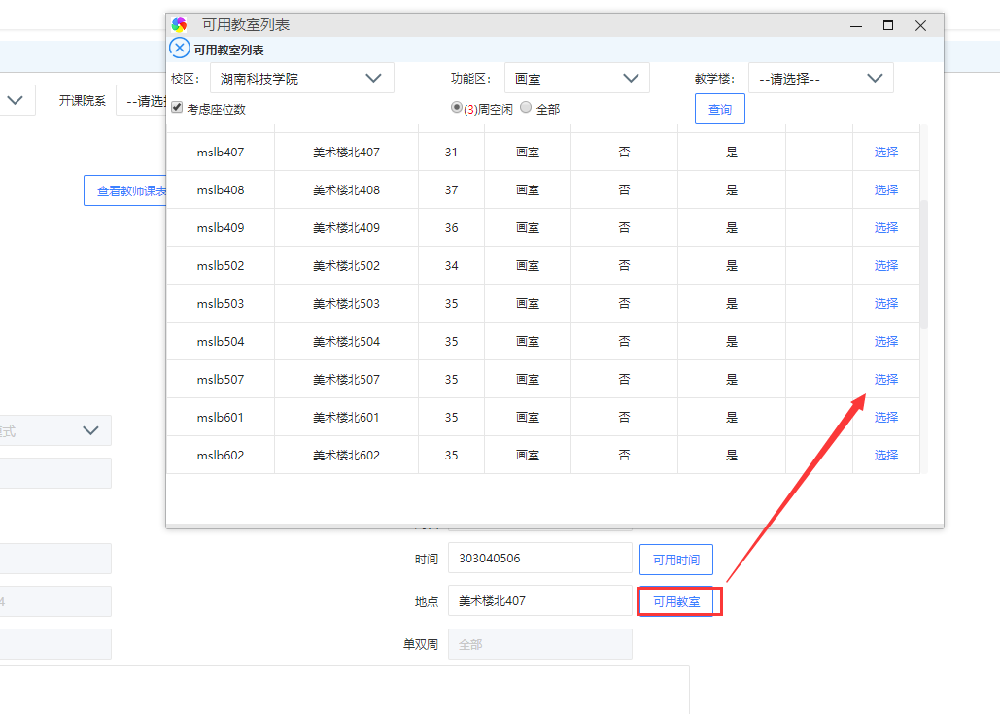 可用教室列表
可用教室列表
校区： 湖南科技学院 功能区： 画室 教学楼： --请选择--
考虑座位数 (3)周空闲 全部 查询
开课院系 --请选
mslb407 美术楼北407 31 画室 否 是 选择
查看教师课表
mslb408 美术楼北408 37 画室 否 是 选择
mslb409 美术楼北409 36 画室 否 是 选择
mslb502 美术楼北502 34 画室 否 是 选择
mslb503 美术楼北503 35 画室 否 是 选择
mslb504 美术楼北504 35 画室 否 是 选择
mslb507 美术楼北507 35 画室 否 是 选择
mslb601 美术楼北601 35 画室 否 是 选择
式
mslb602 美术楼北602 35 画室 否 是 选择
时间 303040506 可用时间
4 地点 美术楼北407 可用教室
单双周 全部